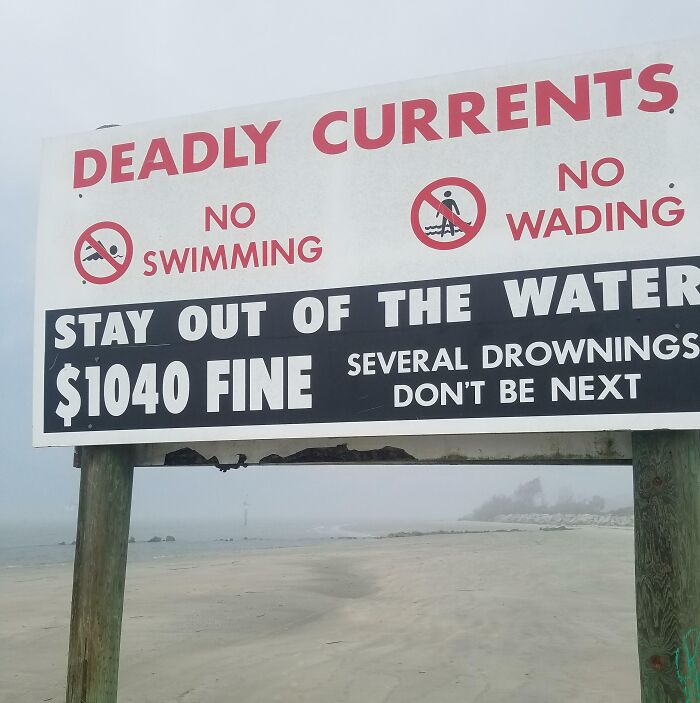 DEADLY CURRENTS
NO SWIMMING
NO WADING
STAY OUT OF THE WATER
$1040 FINE
SEVERAL DROWNINGS
DON'T BE NEXT